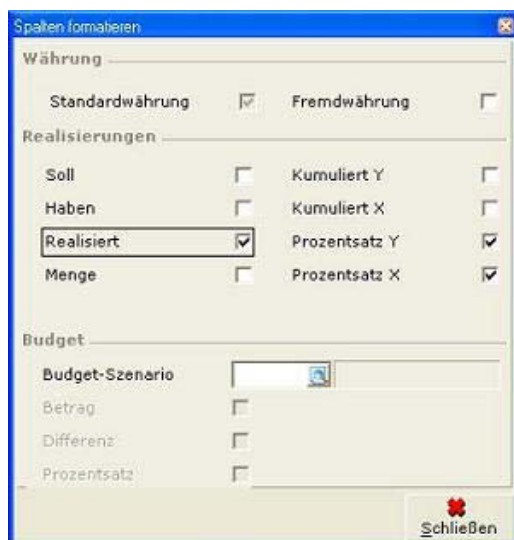 Spalten formatieren
Währung
Standardwährung Fremdwährung
Realisierungen
Soll Kumuliert Y
Haben Kumuliert X
Realisiert Prozentsatz Y
Menge Prozentsatz X
Budget
Budget-Szenario
Betrag
Differenz
Prozentsatz
Schließen